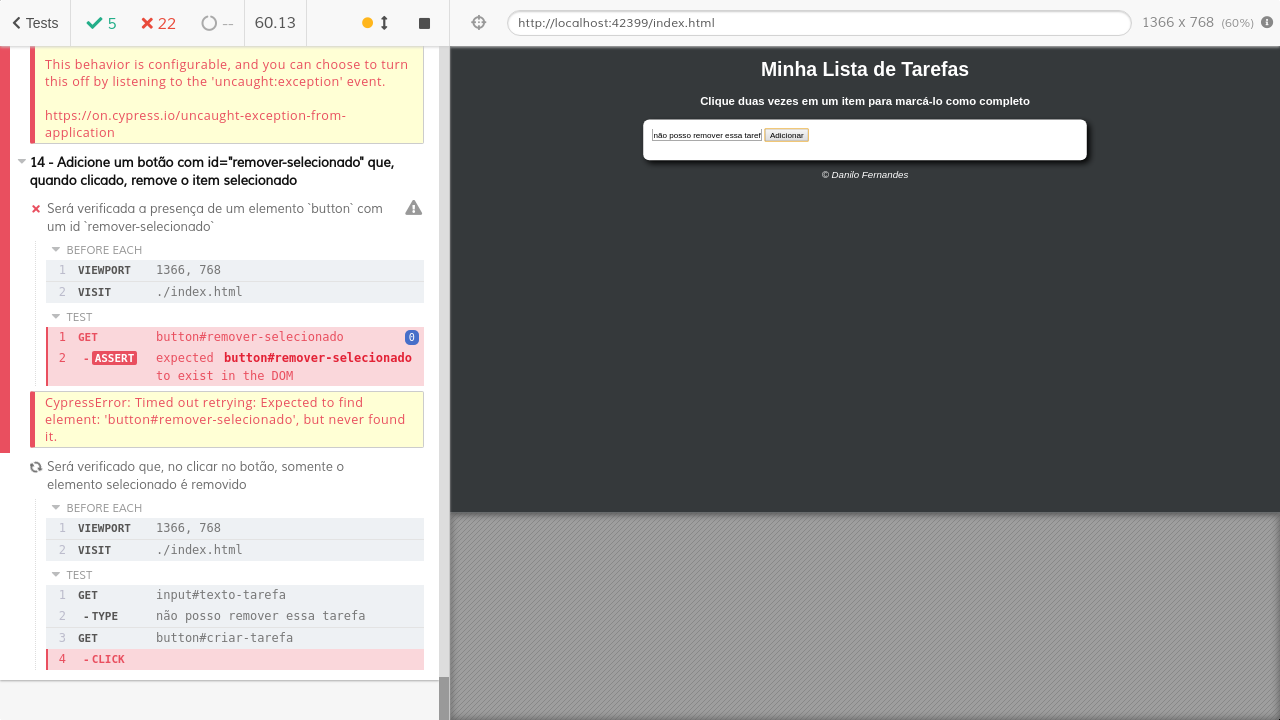 Tests
5
22
--
60.13
http://localhost:42399/index.html
1366 x 768 (60%)
This behavior is configurable, and you can choose to turn
this off by listening to the 'uncaught:exception' event.
https://on.cypress.io/uncaught-exception-from-
application
14 - Adicione um botão com id="remover-selecionado" que,
quando clicado, remove o item selecionado
Será verificada a presença de um elemento `button` com
um id `remover-selecionado`
BEFORE EACH
1 VIEWPORT 1366, 768
2 VISIT ./index.html
TEST
1 GET button#remover-selecionado 0
2 -ASSERT expected button#remover-selecionado
to exist in the DOM
CypressError: Timed out retrying: Expected to find
element: 'button#remover-selecionado', but never found
it.
Será verificado que, no clicar no botão, somente o
elemento selecionado é removido
BEFORE EACH
1 VIEWPORT 1366, 768
2 VISIT ./index.html
TEST
1 GET input#texto-tarefa
2 -TYPE não posso remover essa tarefa
3 GET button#criar-tarefa
4 -CLICK
Minha Lista de Tarefas
Clique duas vezes em um item para marcá-lo como completo
não posso remover essa taref Adicionar
© Danilo Fernandes